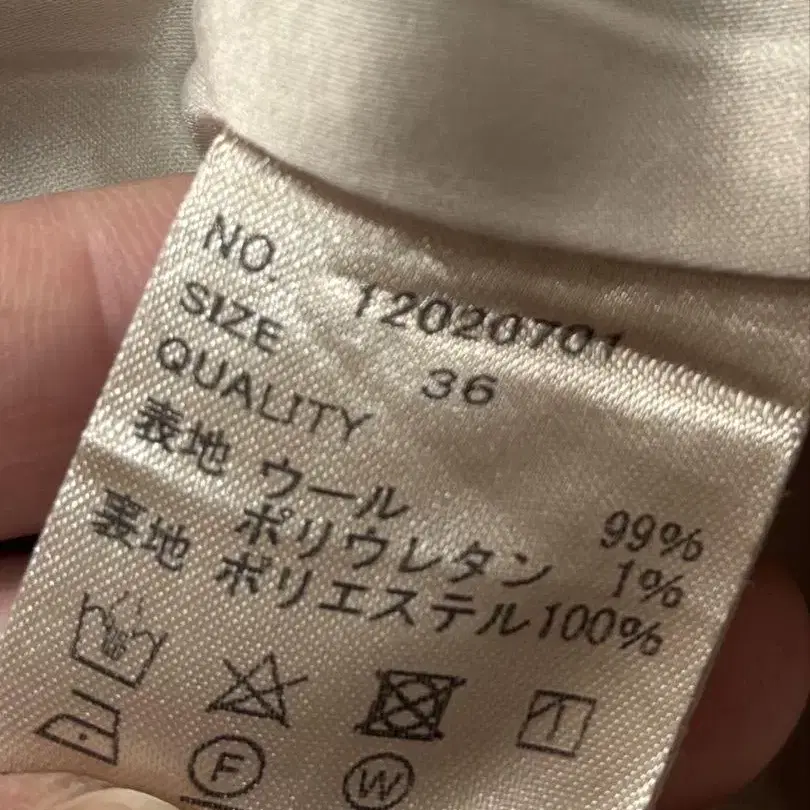 NO. 12020701
SIZE 36
QUALITY
表地 ウール 99%
ポリウレタン 1%
裏地 ポリエステル100%
F W